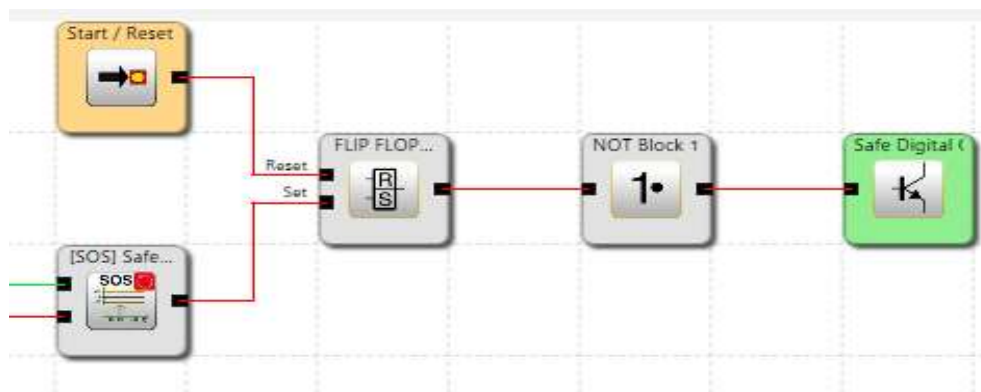 Start / Reset
FLIP FLOP...
NOT Block 1
Safe Digital (
Reset
Set
R
S
1
[SOS] Safe...
SOS